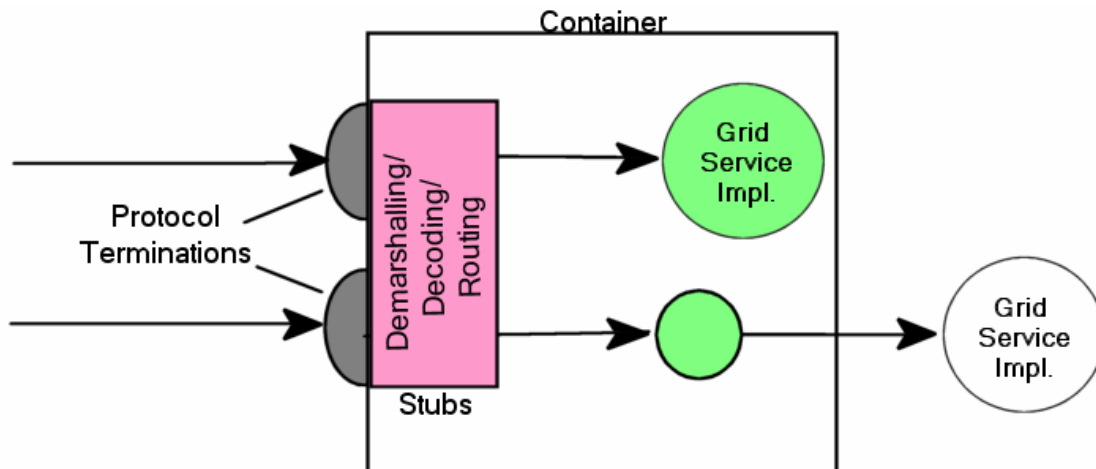 Container
Grid
Service
Impl.
Protocol
Terminations
Demarshalling/
Decoding/
Routing
Grid
Service
Impl.
Stubs